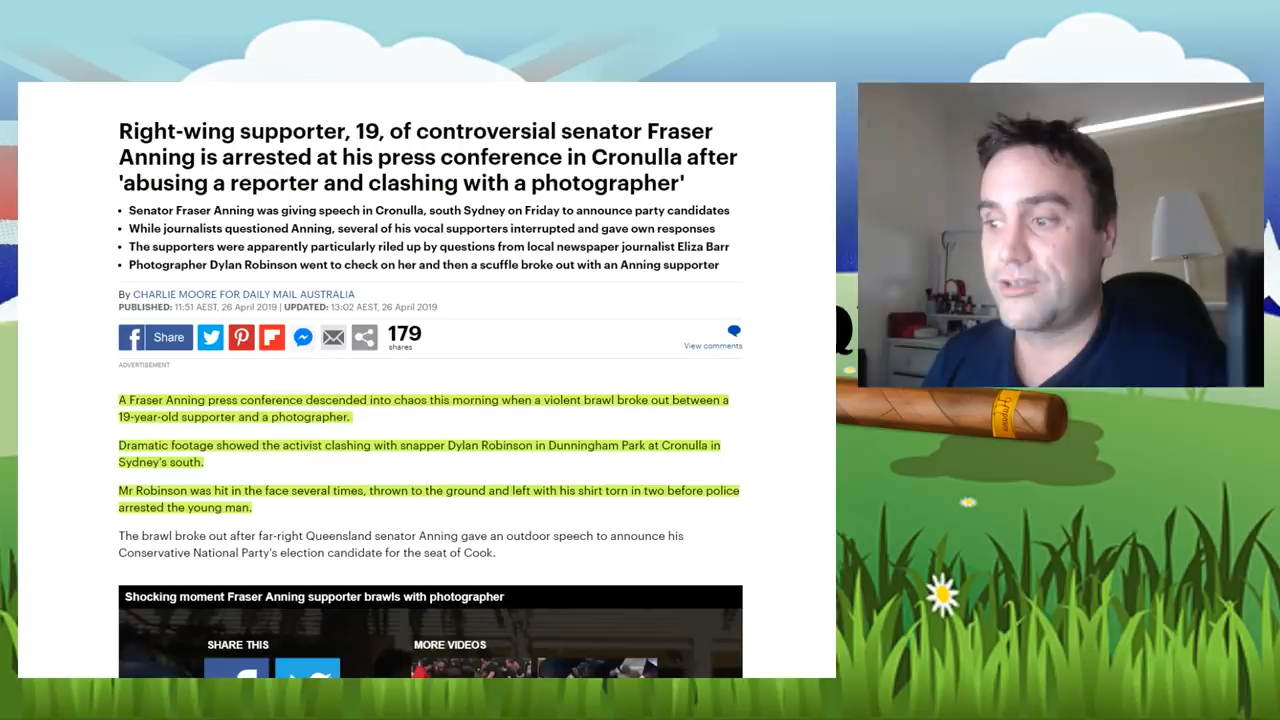 Right-wing supporter, 19, of controversial senator Fraser
Anning is arrested at his press conference in Cronulla after
'abusing a reporter and clashing with a photographer'
• Senator Fraser Anning was giving speech in Cronulla, south Sydney on Friday to announce party candidates
• While journalists questioned Anning, several of his vocal supporters interrupted and gave own responses
• The supporters were apparently particularly riled up by questions from local newspaper journalist Eliza Barr
• Photographer Dylan Robinson went to check on her and then a scuffle broke out with an Anning supporter
By CHARLIE MOORE FOR DAILY MAIL AUSTRALIA
PUBLISHED: 11:51 AEST, 26 April 2019 | UPDATED: 13:02 AEST, 26 April 2019
f Share
179
shares
View comments
ADVERTISEMENT
A Fraser Anning press conference descended into chaos this morning when a violent brawl broke out between a
19-year-old supporter and a photographer.
Dramatic footage showed the activist clashing with snapper Dylan Robinson in Dunningham Park at Cronulla in
Sydney's south.
Mr Robinson was hit in the face several times, thrown to the ground and left with his shirt torn in two before police
arrested the young man.
The brawl broke out after far-right Queensland senator Anning gave an outdoor speech to announce his
Conservative National Party's election candidate for the seat of Cook.
Shocking moment Fraser Anning supporter brawls with photographer
SHARE THIS
MORE VIDEOS